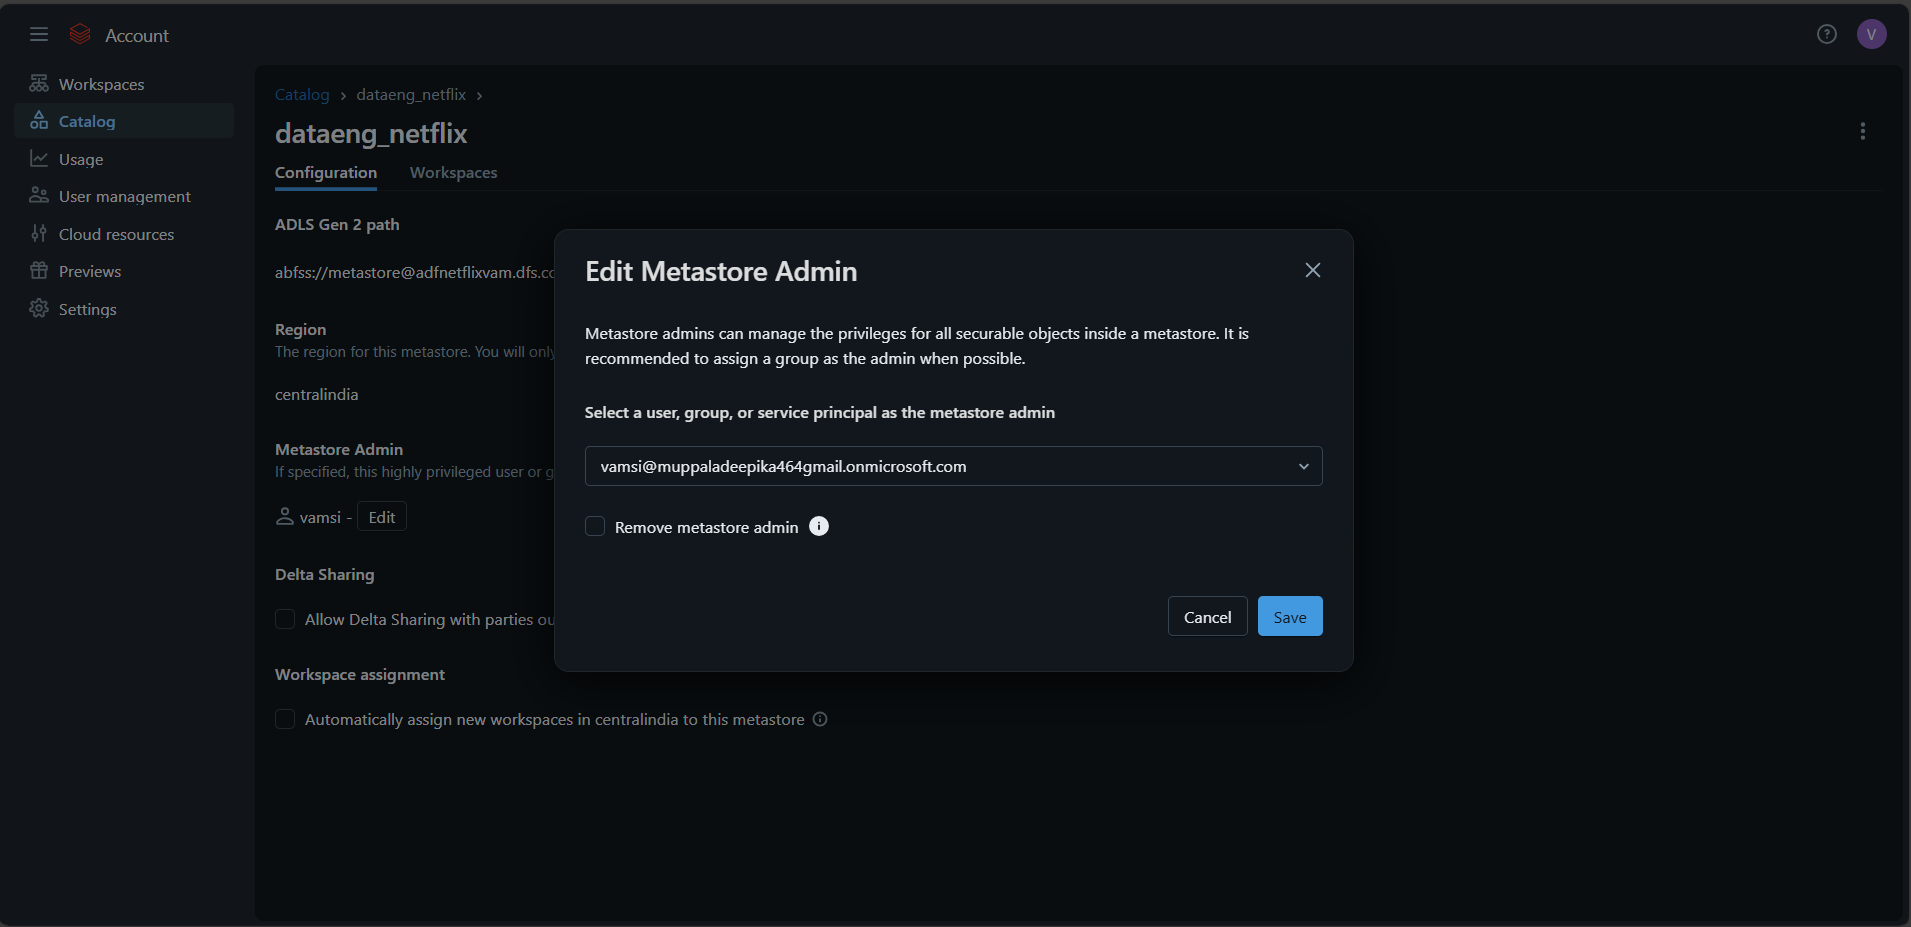 Account
?
V
Workspaces
Catalog
Usage
User management
Cloud resources
Previews
Settings
Catalog > dataeng_netflix >
dataeng_netflix
Configuration Workspaces
ADLS Gen 2 path
abfss://metastore@adfnetflixvam.dfs.co
Region
The region for this metastore. You will only
centralindia
Metastore Admin
If specified, this highly privileged user or g
vamsi - Edit
Delta Sharing
Allow Delta Sharing with parties ou
Workspace assignment
Automatically assign new workspaces in centralindia to this metastore
Edit Metastore Admin
Metastore admins can manage the privileges for all securable objects inside a metastore. It is
recommended to assign a group as the admin when possible.
Select a user, group, or service principal as the metastore admin
vamsi@muppaladeepika464gmail.onmicrosoft.com
Remove metastore admin
Cancel Save